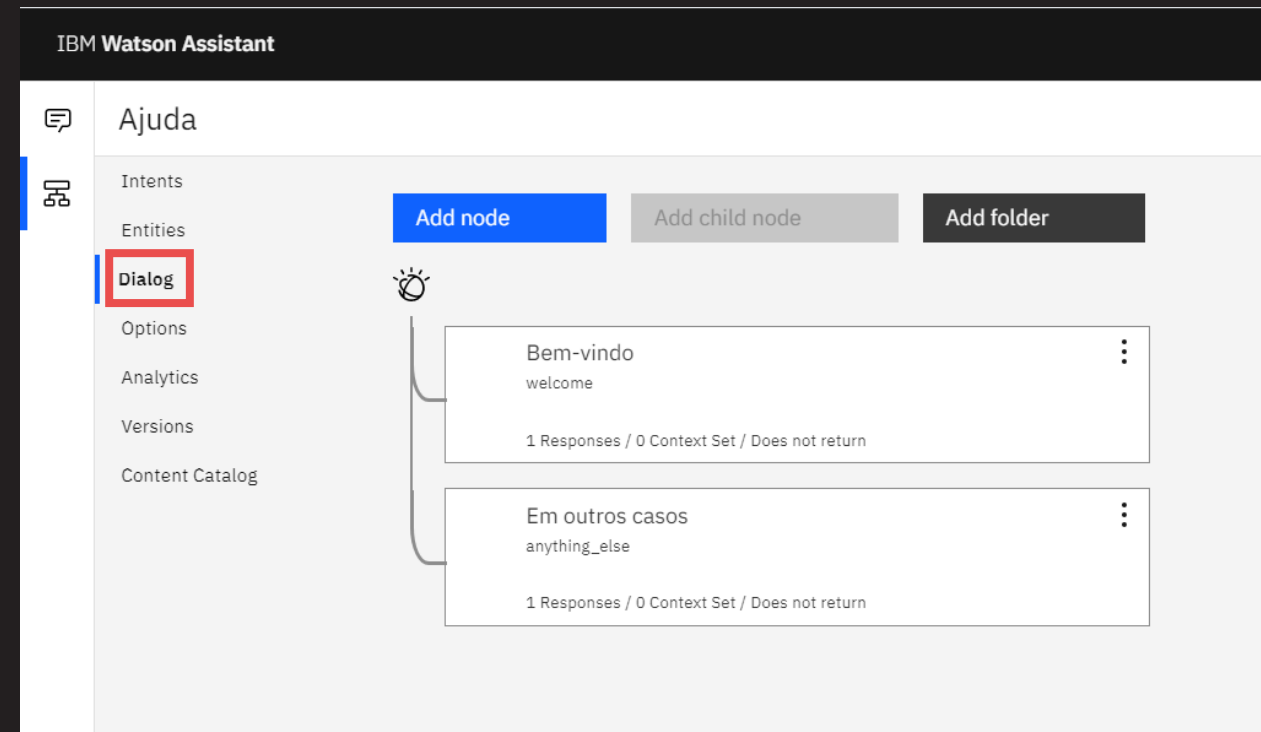 IBM Watson Assistant
Ajuda
Intents
Entities
Dialog
Options
Analytics
Versions
Content Catalog
Add node
Add child node
Add folder
Bem-vindo
welcome
1 Responses / 0 Context Set / Does not return
Em outros casos
anything_else
1 Responses / 0 Context Set / Does not return